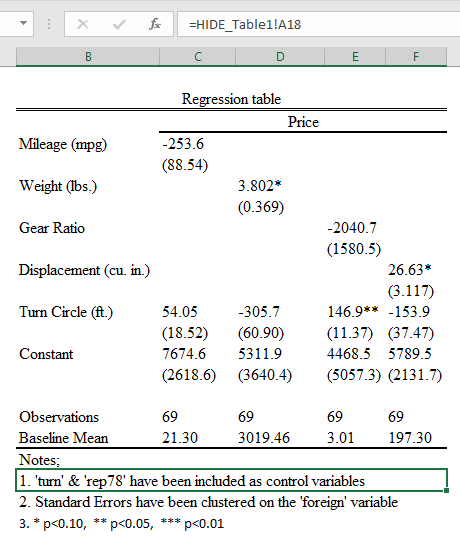 fx =HIDE_Table1!A18
B C D E F
Regression table
Price
Mileage (mpg) -253.6
(88.54)
Weight (lbs.) 3.802*
(0.369)
Gear Ratio -2040.7
(1580.5)
Displacement (cu. in.) 26.63*
(3.117)
Turn Circle (ft.) 54.05 -305.7 146.9** -153.9
(18.52) (60.90) (11.37) (37.47)
Constant 7674.6 5311.9 4468.5 5789.5
(2618.6) (3640.4) (5057.3) (2131.7)
Observations 69 69 69 69
Baseline Mean 21.30 3019.46 3.01 197.30
Notes;
1. 'turn' & 'rep78' have been included as control variables
2. Standard Errors have been clustered on the 'foreign' variable
3. * p<0.10, ** p<0.05, *** p<0.01